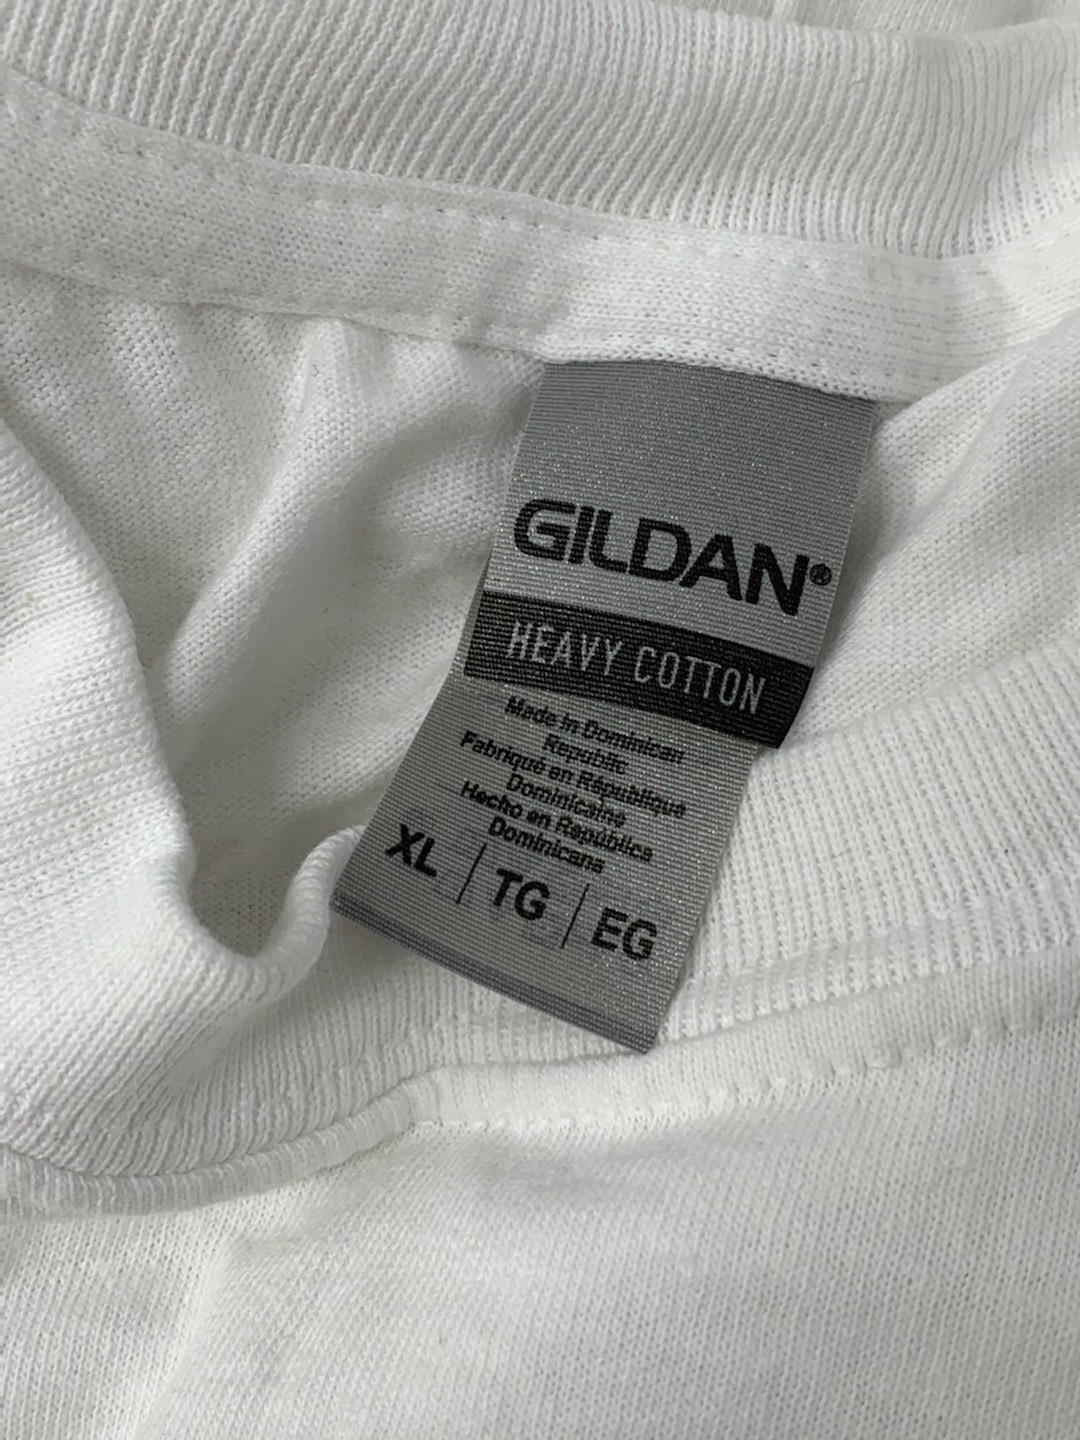 GILDAN®
HEAVY COTTON
Made in Dominican
Republic
Fabriqué en République
Dominicaine
Hecho en República
Dominicana
XL | TG | EG